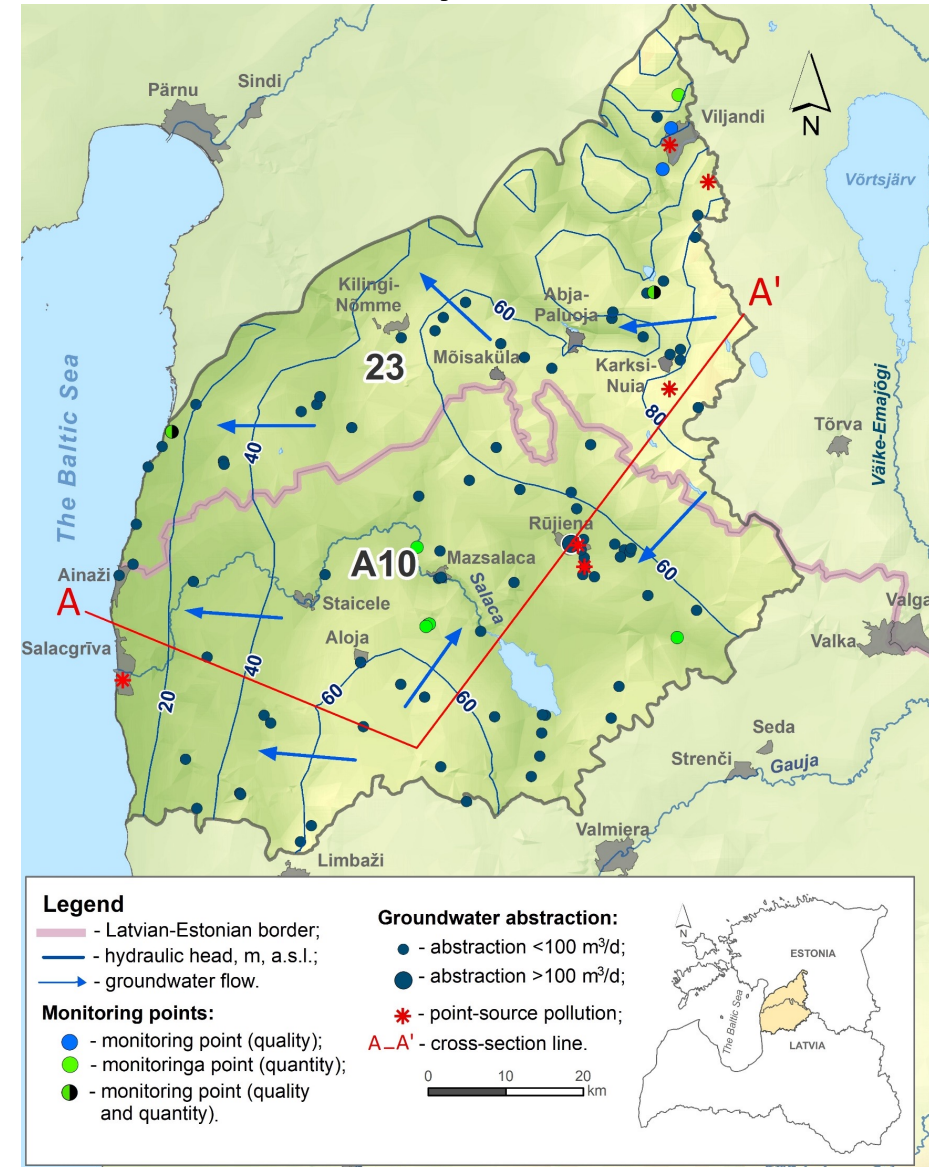 Sindi
Pärnu
N
Viljandi
Võrtsjärv
A'
Kilingi-
Nõmme
60
Abja-
Paluoja
Mõisaküla
23
Karksi-
Nuia
80
Tõrva
Väike-Emajõgi
The Baltic Sea
40
Rūjiena
A10
Mazsalaca
60
Ainaži
A
Staicele
Salaca
Valga
Valka
Salacgrīva
Aloja
40
60
60
20
Seda
Strenči
Gauja
Valmiera
Limbaži
Legend
- Latvian-Estonian border;
- hydraulic head, m, a.s.l.;
- groundwater flow.
Monitoring points:
- monitoring point (quality);
- monitoringa point (quantity);
- monitoring point (quality
and quantity).
Groundwater abstraction:
- abstraction <100 m³/d;
- abstraction >100 m³/d;
- point-source pollution;
A–A' - cross-section line.
0 10 20
km
N
ESTONIA
The Baltic Sea
LATVIA